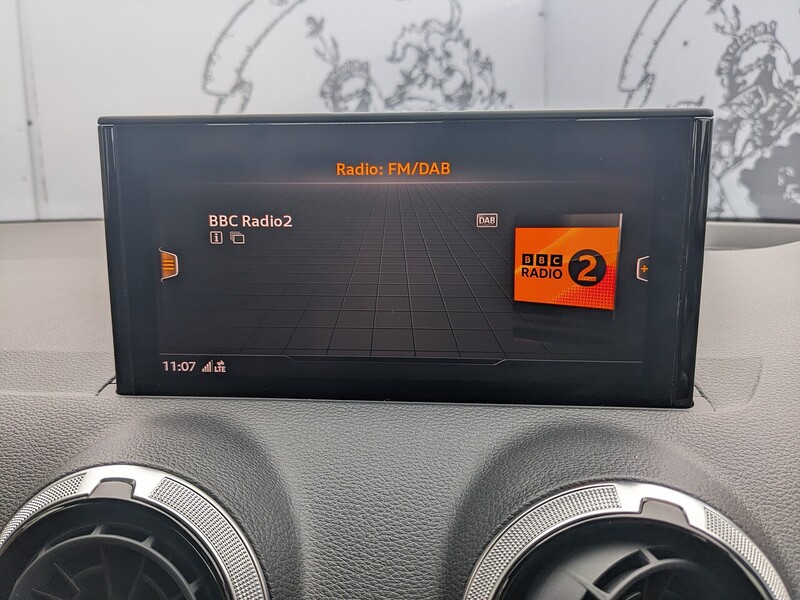 Radio: FM/DAB
BBC Radio2
DAB
BBC
RADIO 2
11:07 LTE